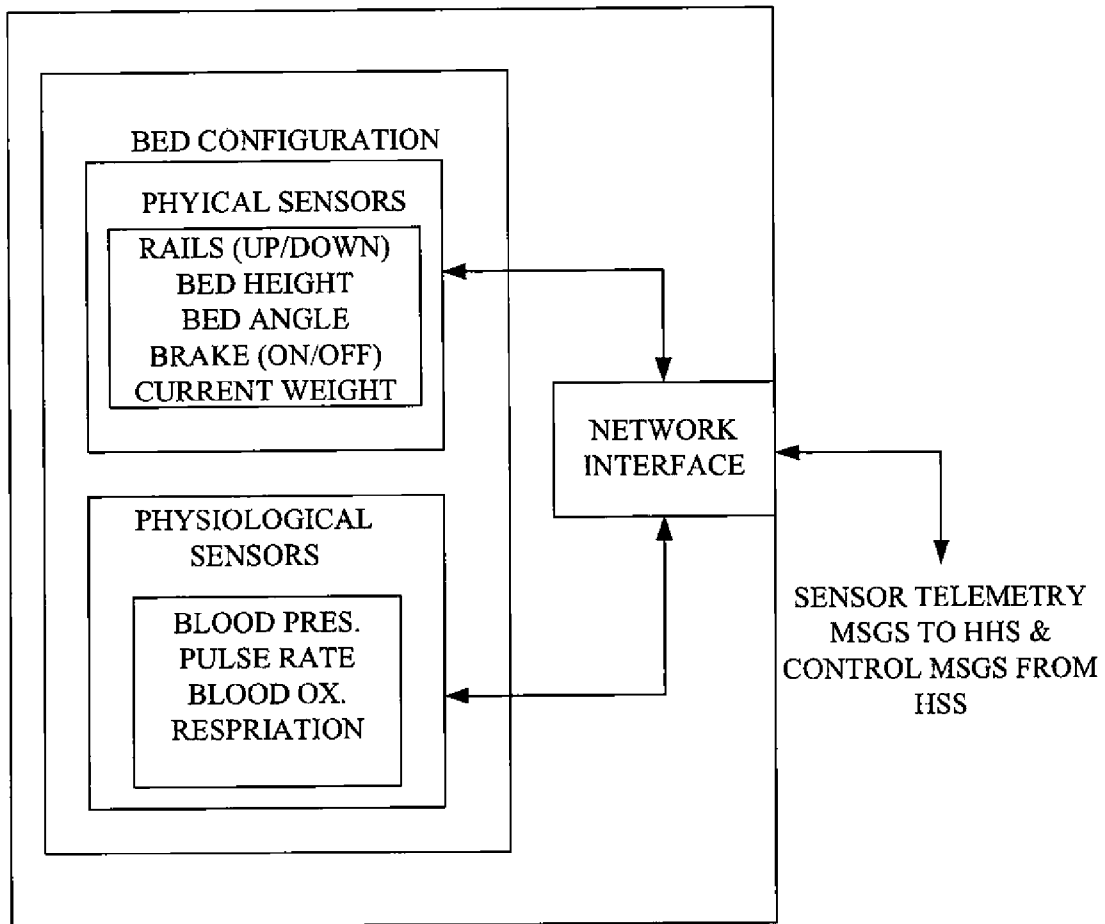 BED CONFIGURATION
PHYICAL SENSORS
RAILS (UP/DOWN)
BED HEIGHT
BED ANGLE
BRAKE (ON/OFF)
CURRENT WEIGHT
PHYSIOLOGICAL
SENSORS
BLOOD PRES.
PULSE RATE
BLOOD OX.
RESPRIATION
NETWORK
INTERFACE
SENSOR TELEMETRY
MSGS TO HHS &
CONTROL MSGS FROM
HSS